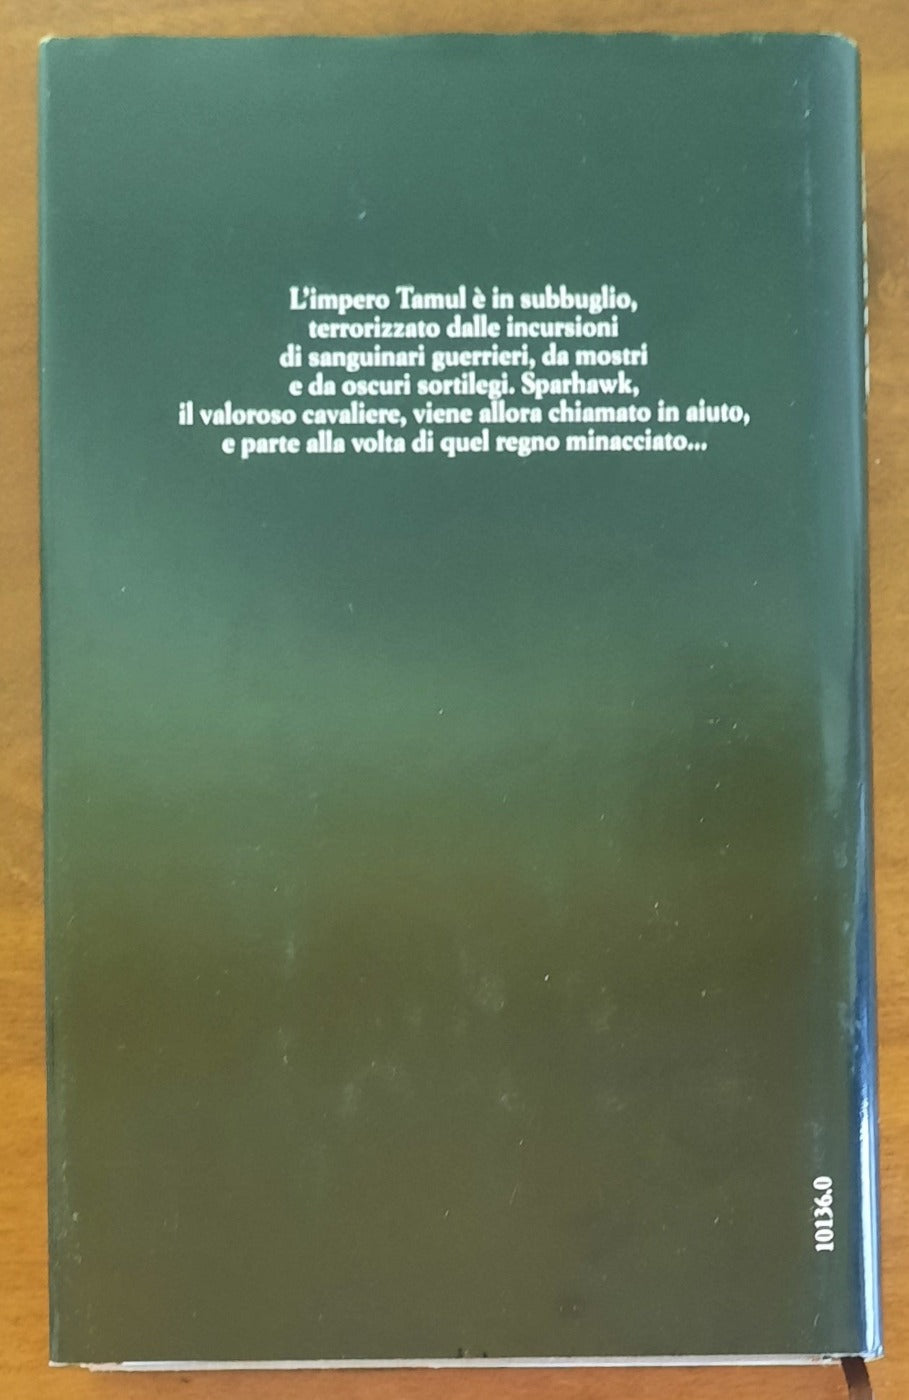 L'impero Tamul è in subbuglio,
terrorizzato dalle incursioni
di sanguinari guerrieri, da mostri
e da oscuri sortilegi. Sparhawk,
il valoroso cavaliere, viene allora chiamato in aiuto,
e parte alla volta di quel regno minacciato...
10136.0